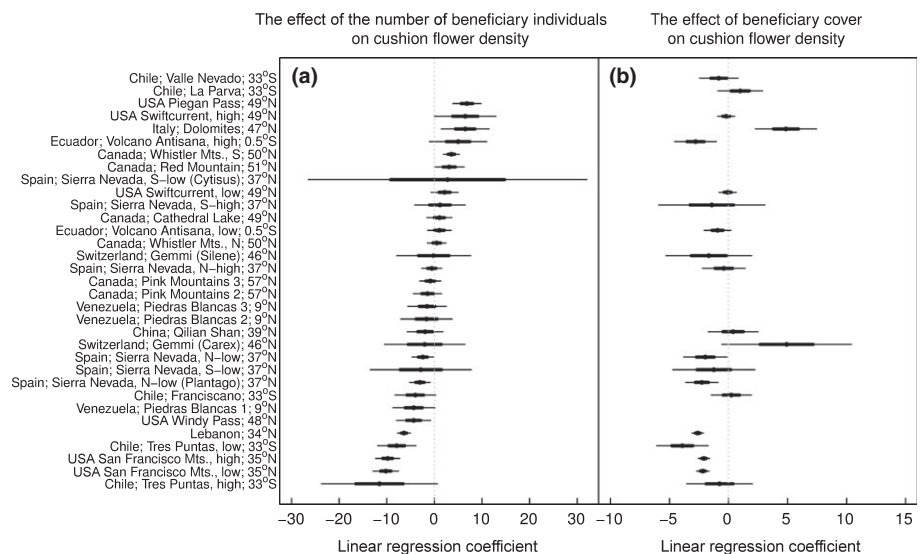 The effect of the number of beneficiary individuals
on cushion flower density
The effect of beneficiary cover
on cushion flower density
(a)
(b)
Chile; Valle Nevado; 33°S
Chile; La Parva; 33°S
USA Piegan Pass; 49°N
USA Swiftcurrent, high; 49°N
Italy; Dolomites; 47°N
Ecuador; Volcano Antisana, high; 0.5°S
Canada; Whistler Mts., S; 50°N
Canada; Red Mountain; 51°N
Spain; Sierra Nevada, S−low (Cytisus); 37°N
USA Swiftcurrent, low; 49°N
Spain; Sierra Nevada, S−high; 37°N
Canada; Cathedral Lake; 49°N
Ecuador; Volcano Antisana, low; 0.5°S
Canada; Whistler Mts., N; 50°N
Switzerland; Gemmi (Silene); 46°N
Spain; Sierra Nevada, N−high; 37°N
Canada; Pink Mountains 3; 57°N
Canada; Pink Mountains 2; 57°N
Venezuela; Piedras Blancas 3; 9°N
Venezuela; Piedras Blancas 2; 9°N
China; Qilian Shan; 39°N
Switzerland; Gemmi (Carex); 46°N
Spain; Sierra Nevada, N−low; 37°N
Spain; Sierra Nevada, S−low; 37°N
Spain; Sierra Nevada, N−low (Plantago); 37°N
Chile; Franciscano; 33°S
Venezuela; Piedras Blancas 1; 9°N
USA Windy Pass; 48°N
Lebanon; 34°N
Chile; Tres Puntas, low; 33°S
USA San Francisco Mts., high; 35°N
USA San Francisco Mts., low; 35°N
Chile; Tres Puntas, high; 33°S
−30 −20 −10 0 10 20 30
−10 −5 0 5 10 15
Linear regression coefficient
Linear regression coefficient